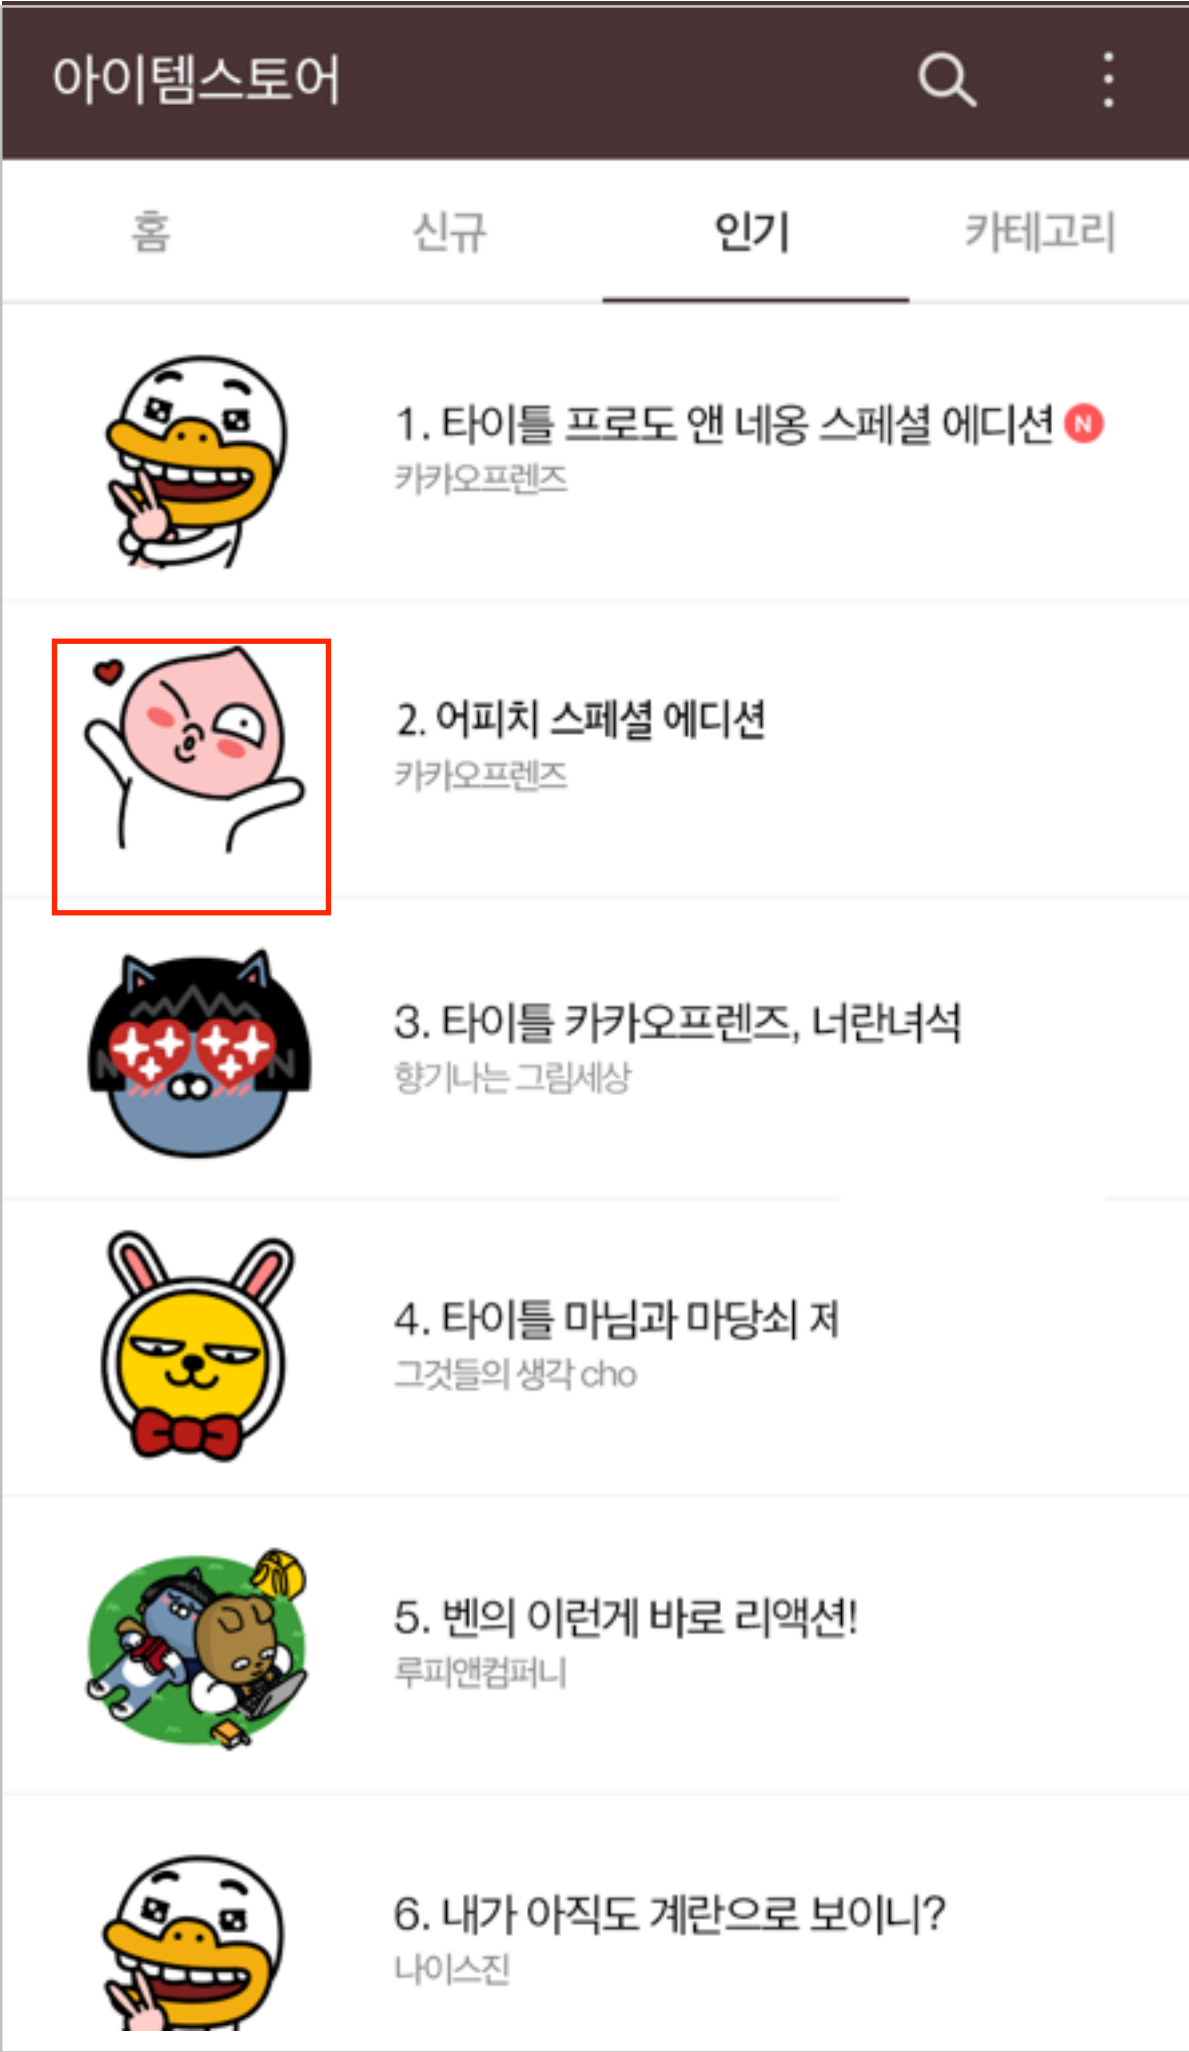 아이템스토어
홈 신규 인기 카테고리
1. 타이틀 프로도 앤 네옹 스페셜 에디션 N
카카오프렌즈
2. 어피치 스페셜 에디션
카카오프렌즈
3. 타이틀 카카오프렌즈, 너란녀석
향기나는 그림세상
4. 타이틀 마님과 마당쇠
그것들의 생각 cho
5. 벤의 이런게 바로 리액션!
루피앤컴퍼니
6. 내가 아직도 계란으로 보이니?
나이스진